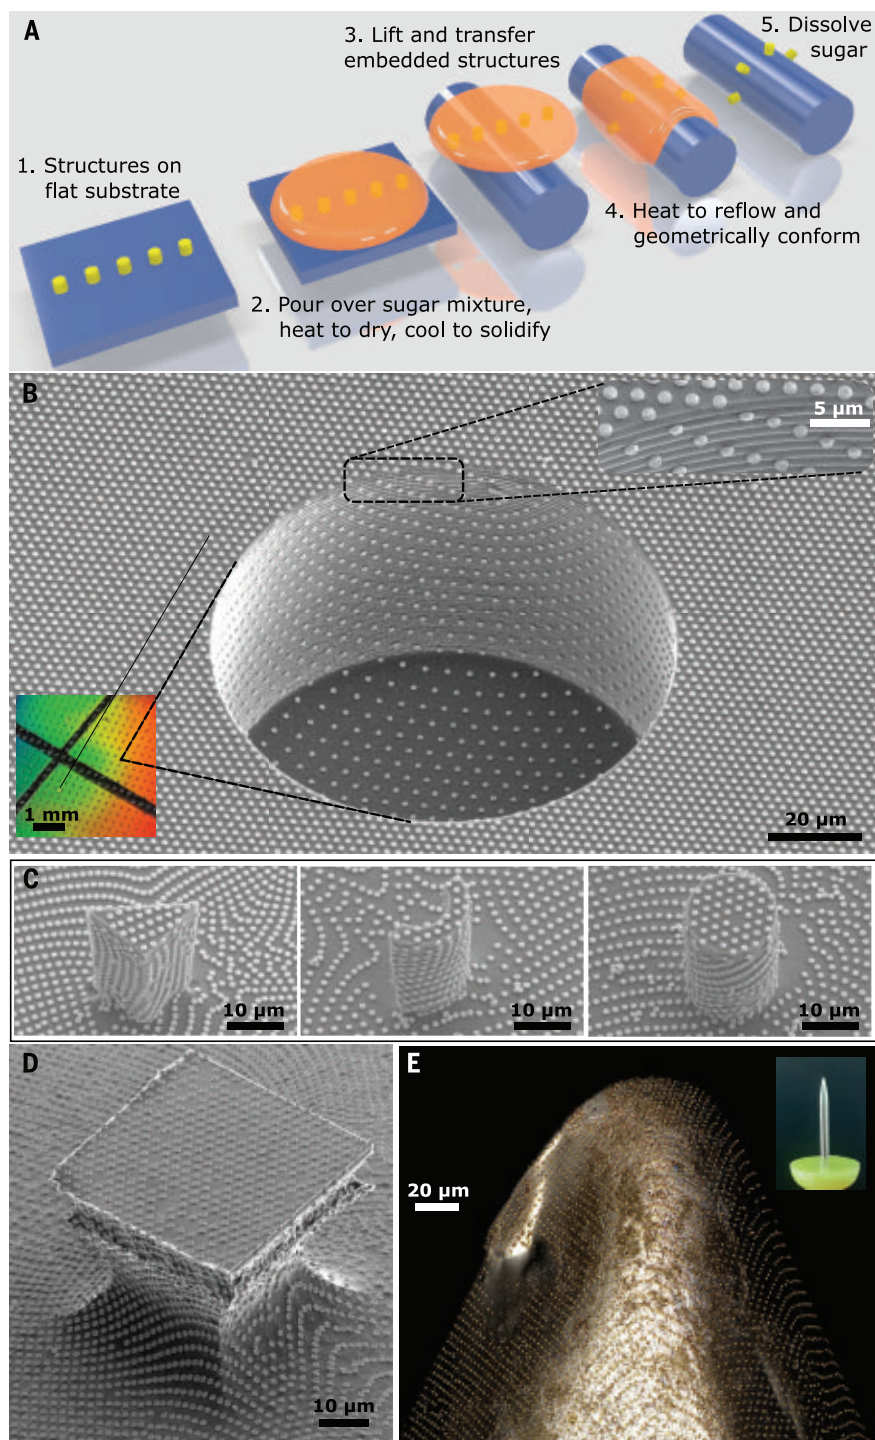 A
1. Structures on
flat substrate
2. Pour over sugar mixture,
heat to dry, cool to solidify
3. Lift and transfer
embedded structures
4. Heat to reflow and
geometrically conform
5. Dissolve
sugar
B
5 µm
1 mm
20 µm
C
10 µm
10 µm
10 µm
D
10 µm
E
20 µm